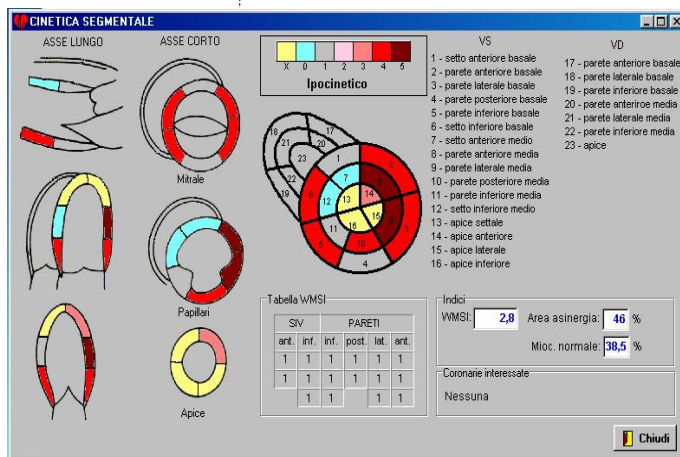 CINETICA SEGMENTALE
ASSE LUNGO
ASSE CORTO
Mitrale
Papillari
Apice
X 0 1 2 3 4 5
Ipocinetico
18 17
21 20
23
22
19
1 2
7
12 13 14
15
16
11 10
6 3
4
VS
1 - setto anteriore basale
2 - parete anteriore basale
3 - parete laterale basale
4 - parete posteriore basale
5 - parete inferiore basale
6 - setto inferiore basale
7 - setto anteriore medio
8 - parete anteriore media
9 - parete laterale media
10 - parete posteriore media
11 - parete inferiore media
12 - setto inferiore medio
13 - apice settale
14 - apice anteriore
15 - apice laterale
16 - apice inferiore
VD
17 - parete anteriore basale
18 - parete laterale basale
19 - parete inferiore basale
20 - parete anteriroe media
21 - parete laterale media
22 - parete inferiore media
23 - apice
Tabella WMSI
SIV PARETI
ant. inf. inf. post. lat. ant.
1 1 1 1 1 1
1 1 1 1 1 1
1 1 1 1
Indici
WMSI: 2,8 Area asinergia: 46 %
Mioc. normale: 38,5 %
Coronarie interessate
Nessuna
Chiudi